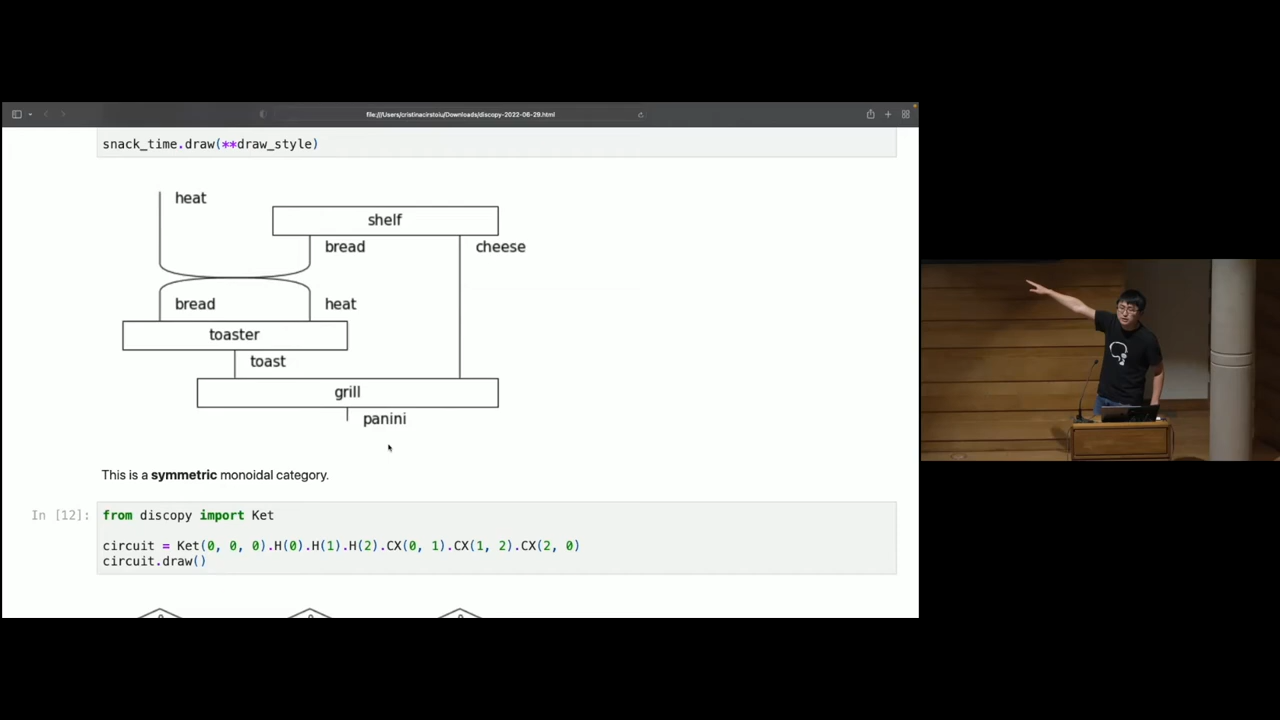 file:///Users/cristinacirstoiu/Downloads/discopy-2022-06-29.html
snack_time.draw(**draw_style)
heat
shelf
bread
cheese
bread
heat
toaster
toast
grill
panini
This is a symmetric monoidal category.
In [12]:
from discopy import Ket
circuit = Ket(0, 0, 0).H(0).H(1).H(2).CX(0, 1).CX(1, 2).CX(2, 0)
circuit.draw()